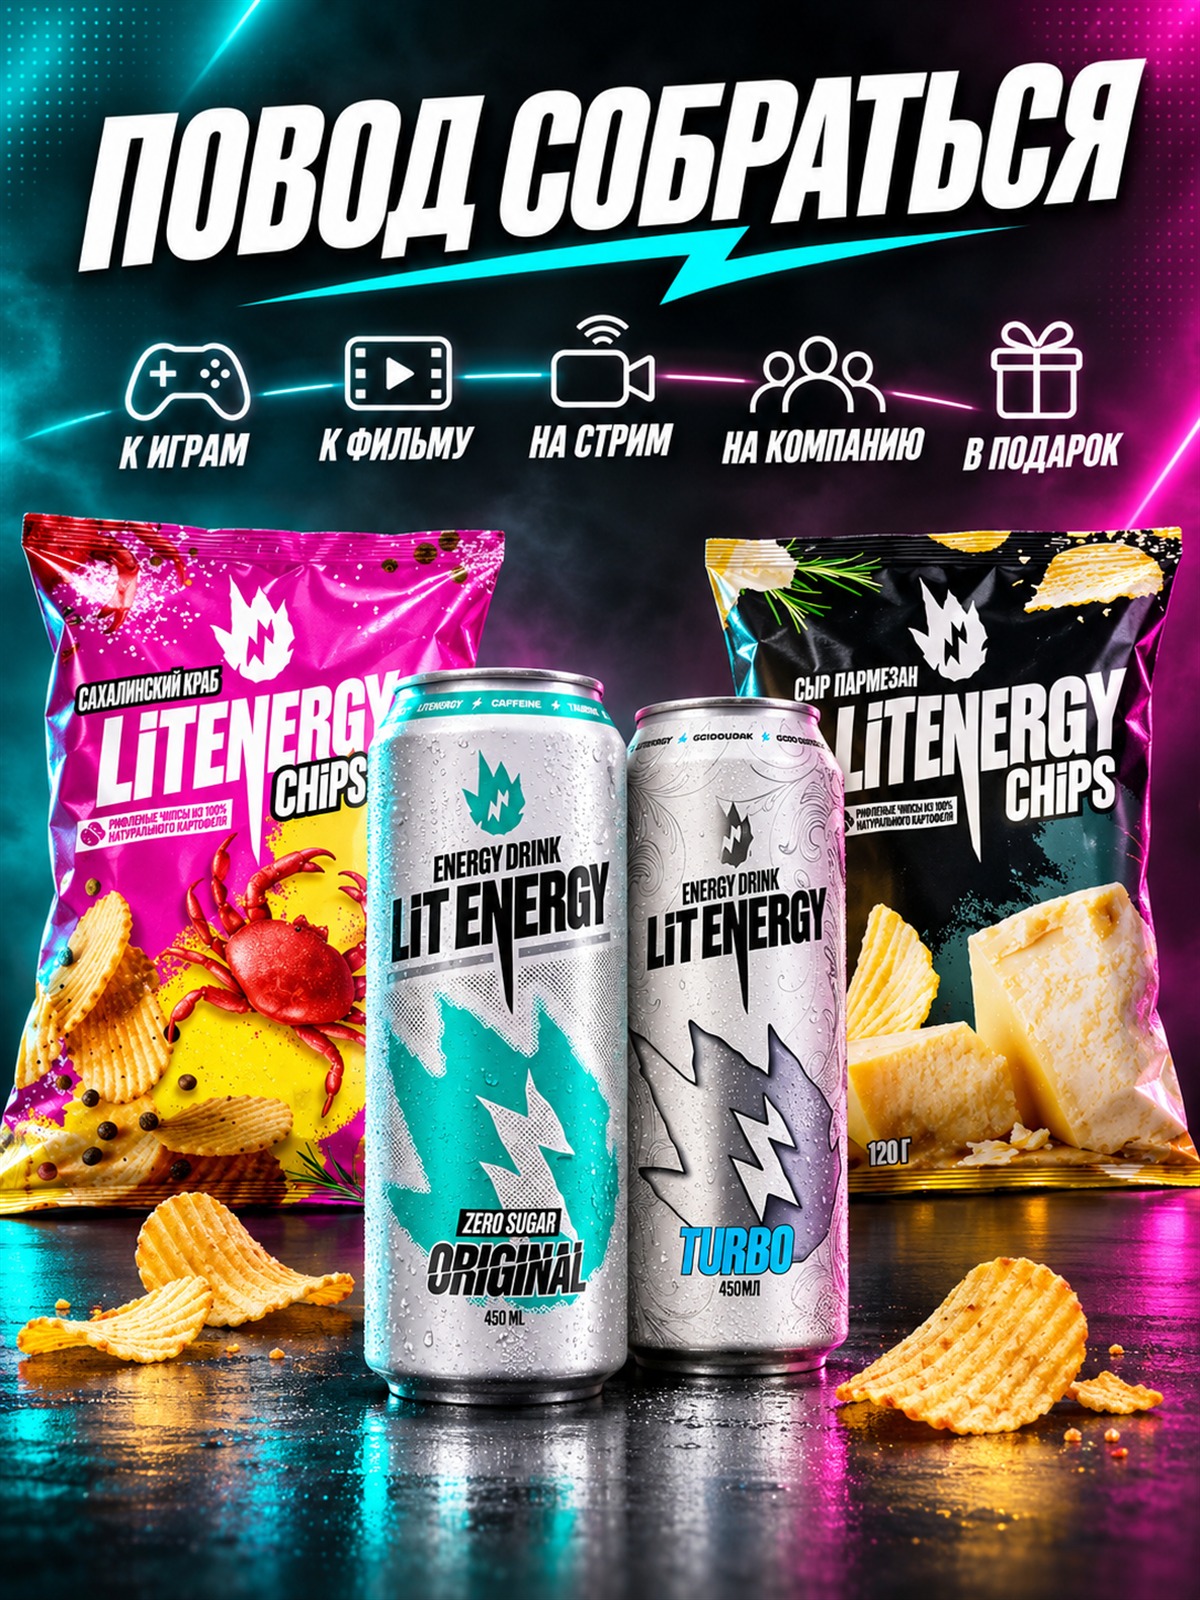 ПОВОД СОБРАТЬСЯ
К ИГРАМ
К ФИЛЬМУ
НА СТРИМ
НА КОМПАНИЮ
В ПОДАРОК
САХАЛИНСКИЙ КРАБ
LiTENERGY
CHiPS
РИФЛЕНЫЕ ЧИПСЫ ИЗ 100%
НАТУРАЛЬНОГО КАРТОФЕЛЯ
СЫР ПАРМЕЗАН
LiTENERGY
CHiPS
РИФЛЕНЫЕ ЧИПСЫ ИЗ 100%
НАТУРАЛЬНОГО КАРТОФЕЛЯ
120 Г
LITENERGY CAFFEINE
ENERGY DRINK
LiT ENERGY
ZERO SUGAR
ORIGINAL
450 ML
ENERGY DRINK
LiT ENERGY
TURBO
450МЛ